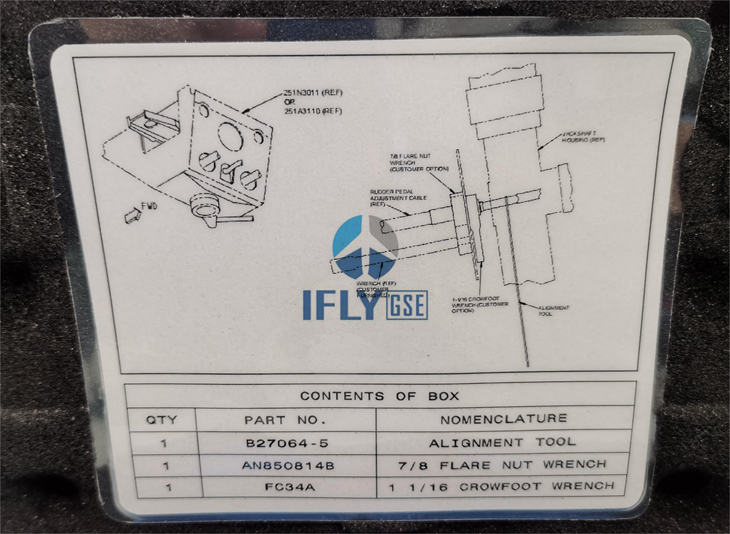 251N3011 (REF)
OR
251A3110 (REF)
FWD
7/8 FLARE NUT
WRENCH
(CUSTOMER OPTION)
RUDDER PEDAL
ADJUSTMENT CABLE
(REF)
JACKSHAFT
HOUSING (REF)
WRENCH (REF)
(CUSTOMER
1-1/16 CROWFOOT
WRENCH (CUSTOMER
OPTION)
ALIGNMENT
TOOL
IFLY GSE
CONTENTS OF BOX
QTY PART NO. NOMENCLATURE
1 B27064-5 ALIGNMENT TOOL
1 AN850814B 7/8 FLARE NUT WRENCH
1 FC34A 1 1/16 CROWFOOT WRENCH